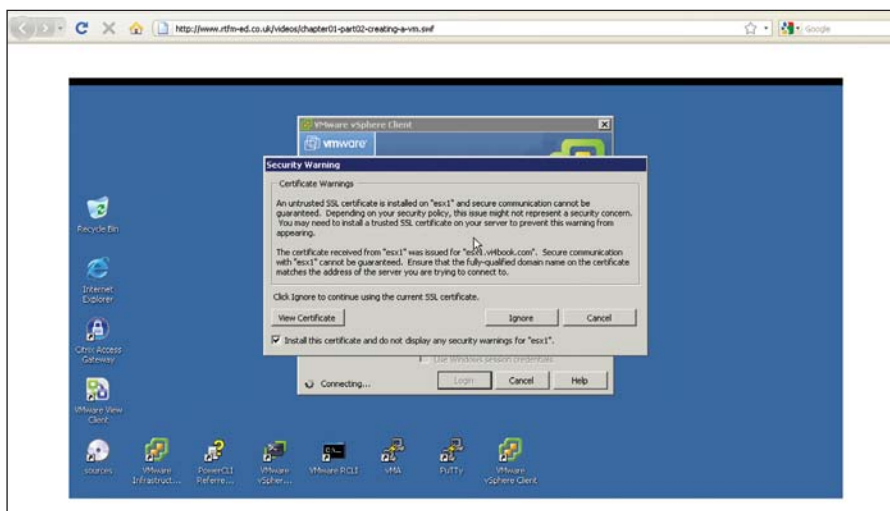 http://www.rtfm-ed.co.uk/videos/chapter01-part02-creating-a-vm.swf
Google
VMware vSphere Client
vmware
Security Warning
Certificate Warnings
An untrusted SSL certificate is installed on "esx1" and secure communication cannot be
guaranteed. Depending on your security policy, this issue might not represent a security concern.
You may need to install a trusted SSL certificate on your server to prevent this warning from
appearing.
The certificate received from "esx1" was issued for "esx1.vi4book.com". Secure communication
with "esx1" cannot be guaranteed. Ensure that the fully-qualified domain name on the certificate
matches the address of the server you are trying to connect to.
Click Ignore to continue using the current SSL certificate.
View Certificate
Ignore
Cancel
Install this certificate and do not display any security warnings for "esx1".
Use Windows session credentials
Connecting...
Login
Cancel
Help
Recycle Bin
Internet
Explorer
Citrix Access
Gateway
VMware View
Client
sources
VMware
Infrastruct...
PowerCLI
Referre...
VMware
vSpher...
VMware RCLI
vMA
PuTTy
VMware
vSphere Client